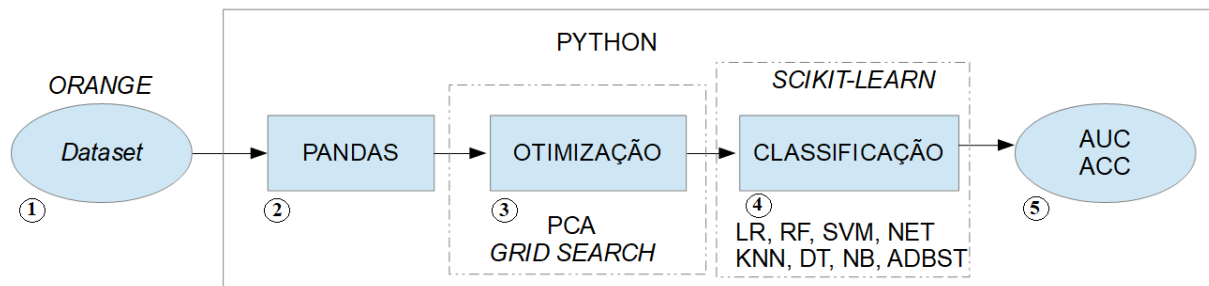 PYTHON
ORANGE
SCIKIT-LEARN
Dataset
PANDAS
OTIMIZAÇÃO
CLASSIFICAÇÃO
AUC
ACC
1
2
3
4
5
PCA
GRID SEARCH
LR, RF, SVM, NET
KNN, DT, NB, ADBST